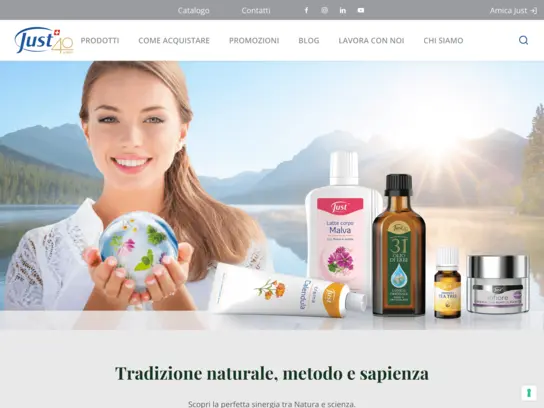 Catalogo Contatti Amica Just
Just 40
PRODOTTI COME ACQUISTARE PROMOZIONI BLOG LAVORA CON NOI CHI SIAMO
Just
Latte corpo
Malva
Just
31
OLIO DI ERBE
Just
crema
Calendula
TEA TREE
Just
Tradizione naturale, metodo e sapienza
Scopri la perfetta sinergia tra Natura e scienza.